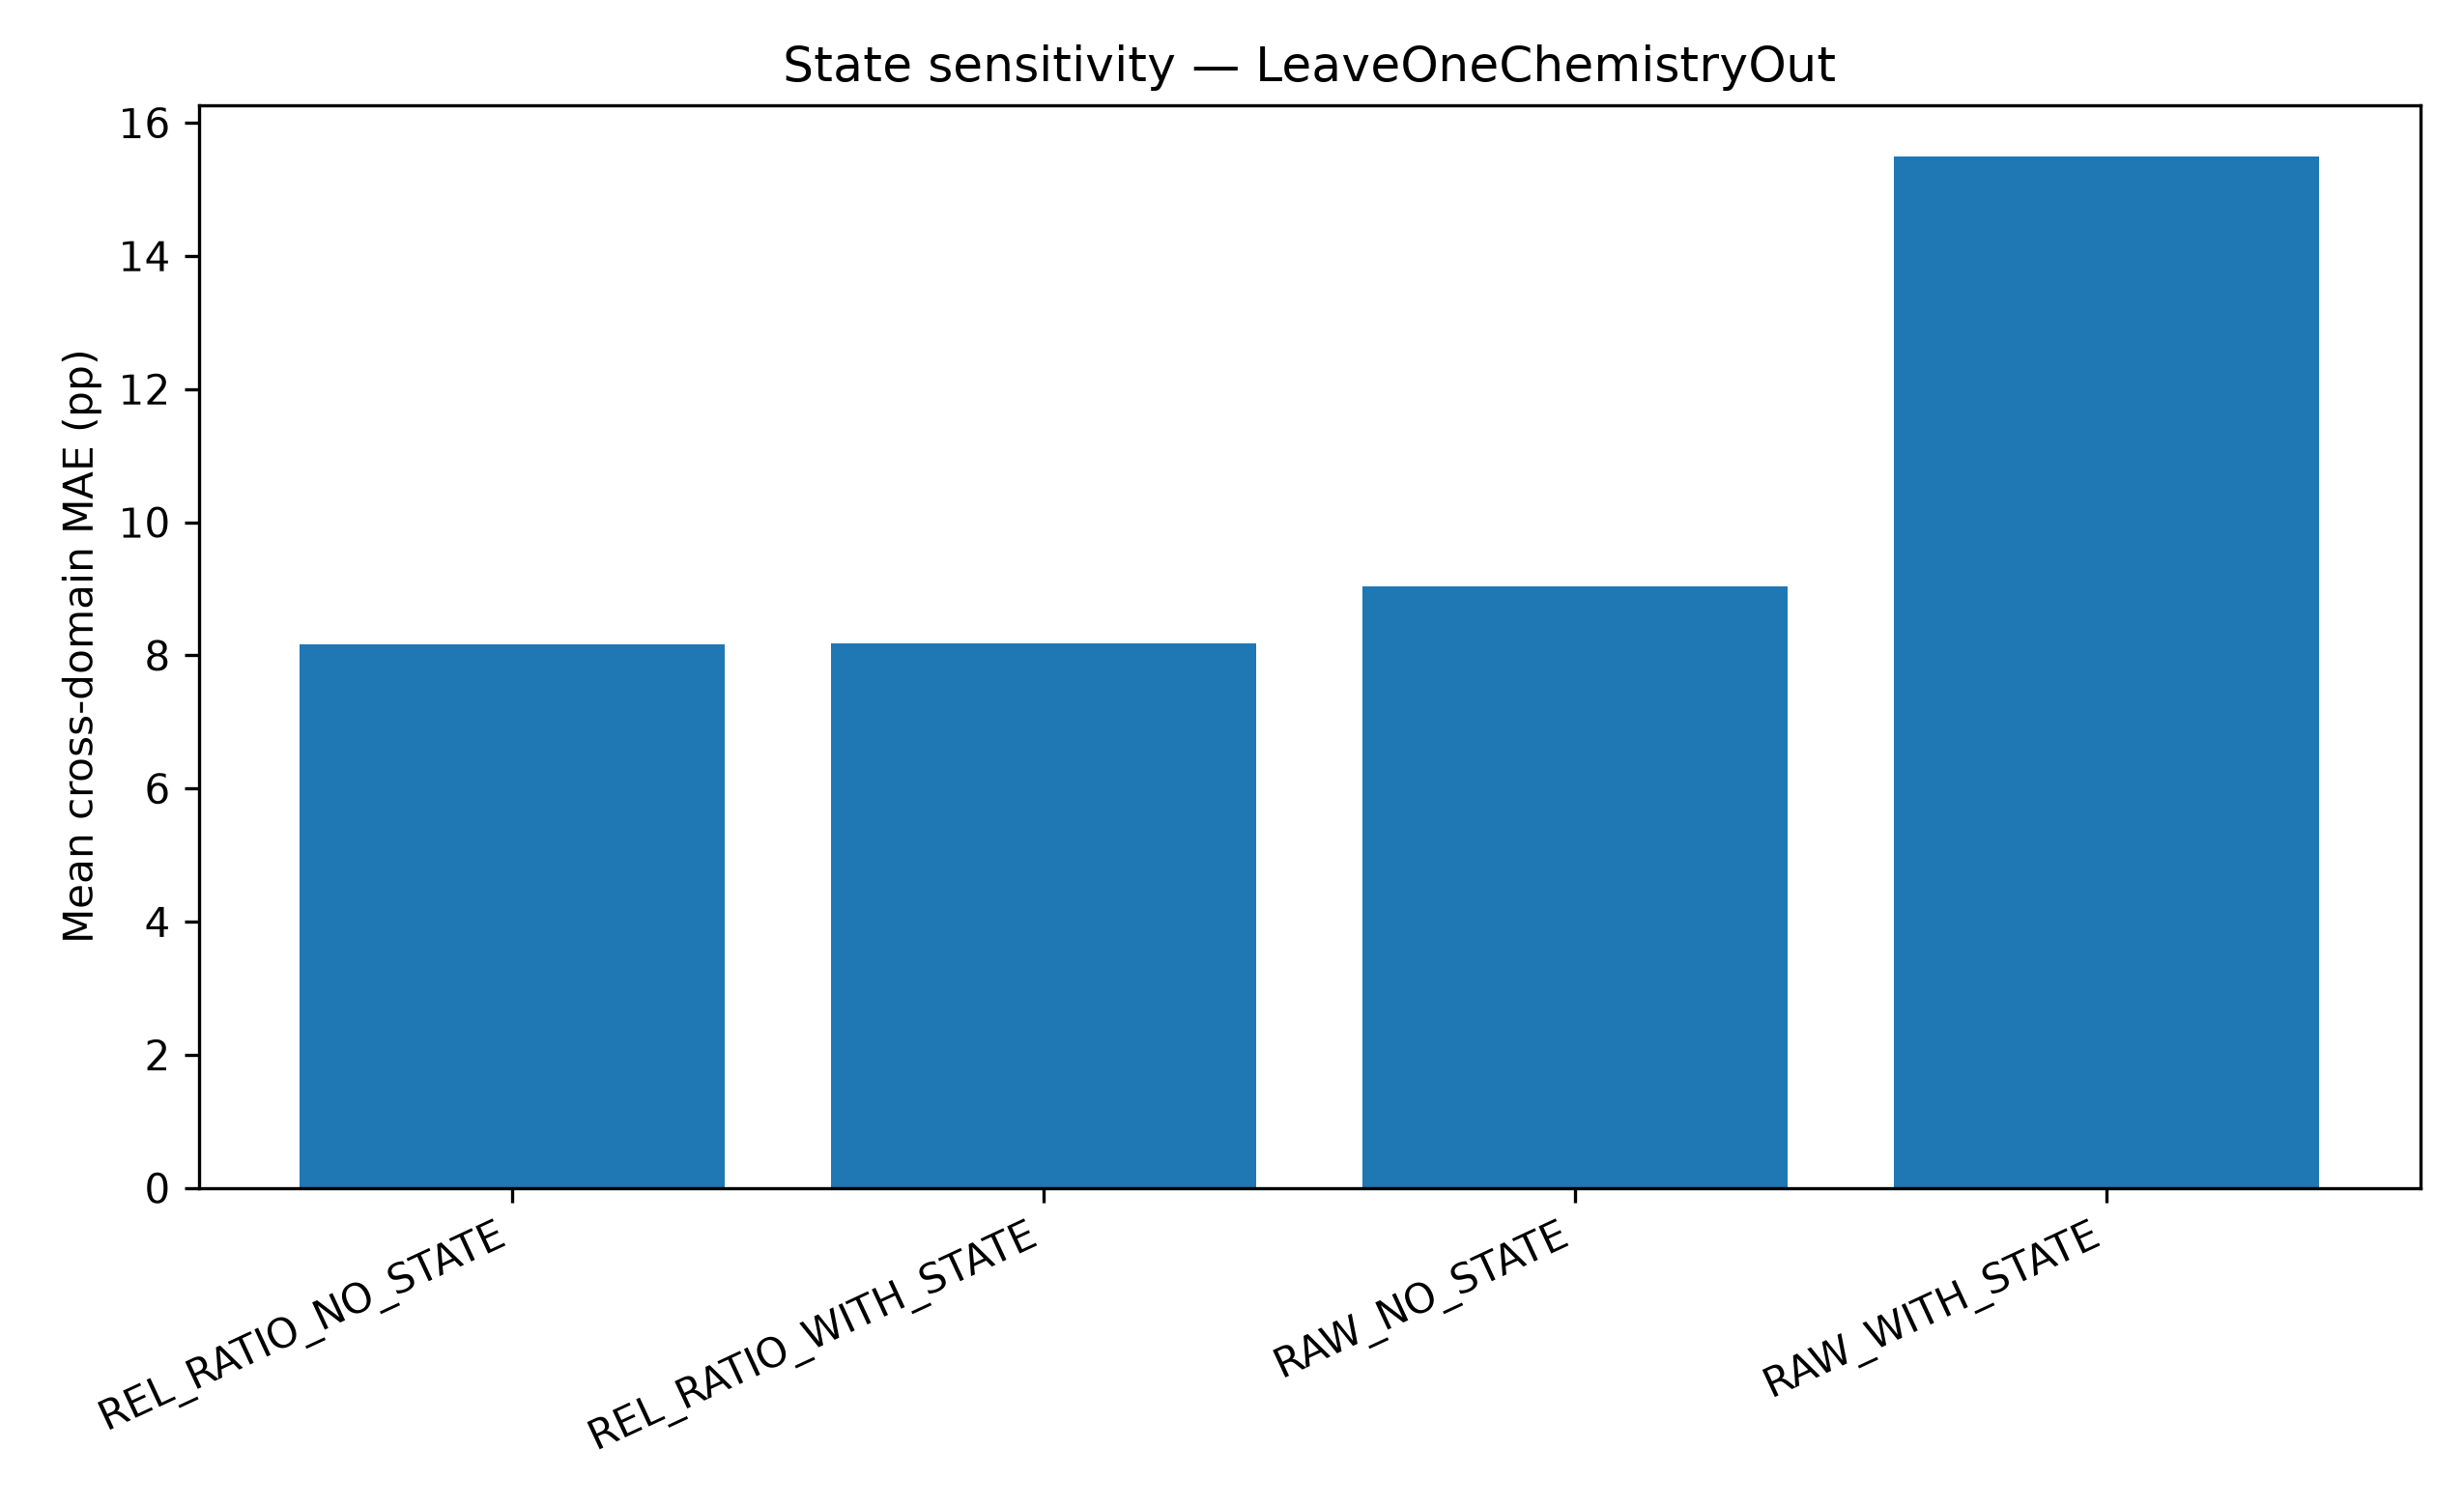 State sensitivity — LeaveOneChemistryOut
Mean cross-domain MAE (pp)
16
14
12
10
8
6
4
2
0
REL_RATIO_NO_STATE
REL_RATIO_WITH_STATE
RAW_NO_STATE
RAW_WITH_STATE